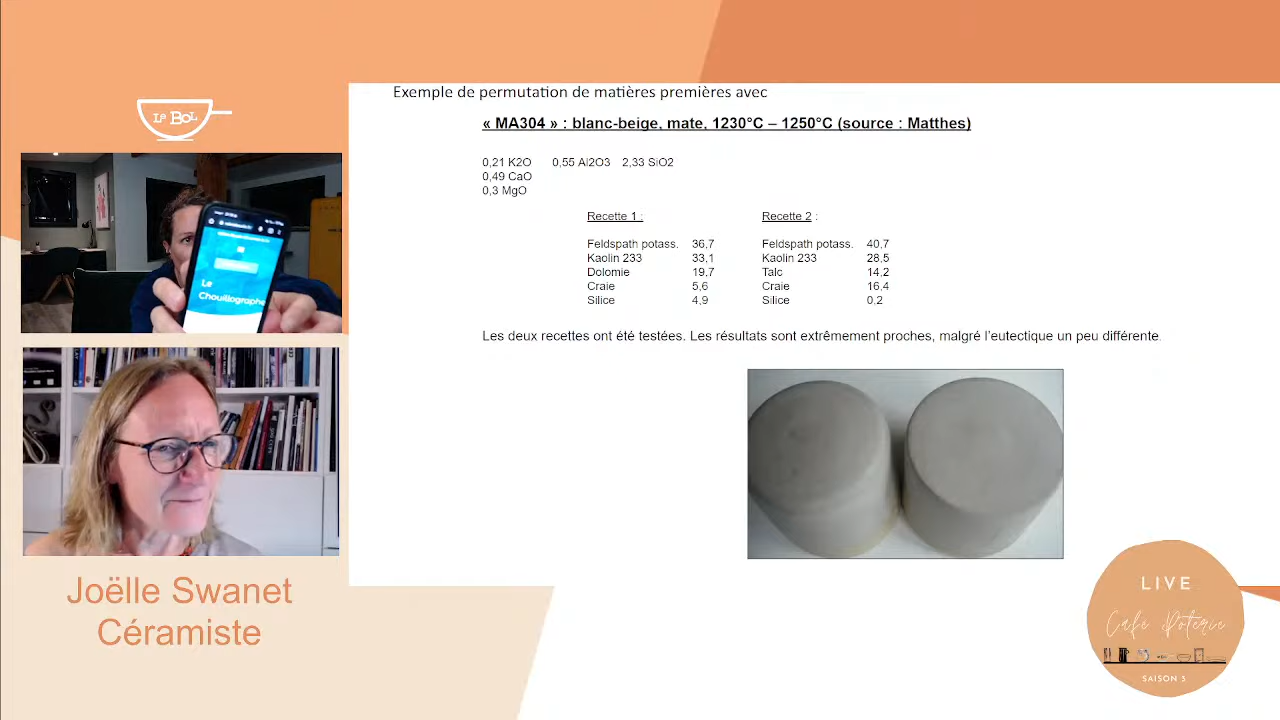 Exemple de permutation de matières premières avec
« MA304 » : blanc-beige, mate, 1230°C – 1250°C (source : Matthes)
0,21 K2O 0,55 Al2O3 2,33 SiO2
0,49 CaO
0,3 MgO
Recette 1 :
Feldspath potass. 36,7
Kaolin 233 33,1
Dolomie 19,7
Craie 5,6
Silice 4,9
Recette 2 :
Feldspath potass. 40,7
Kaolin 233 28,5
Talc 14,2
Craie 16,4
Silice 0,2
Les deux recettes ont été testées. Les résultats sont extrêmement proches, malgré l'eutectique un peu différente
Le BoL
Le
Chouillographe
Joëlle Swanet
Céramiste
LIVE
Café Poterie
SAISON 3